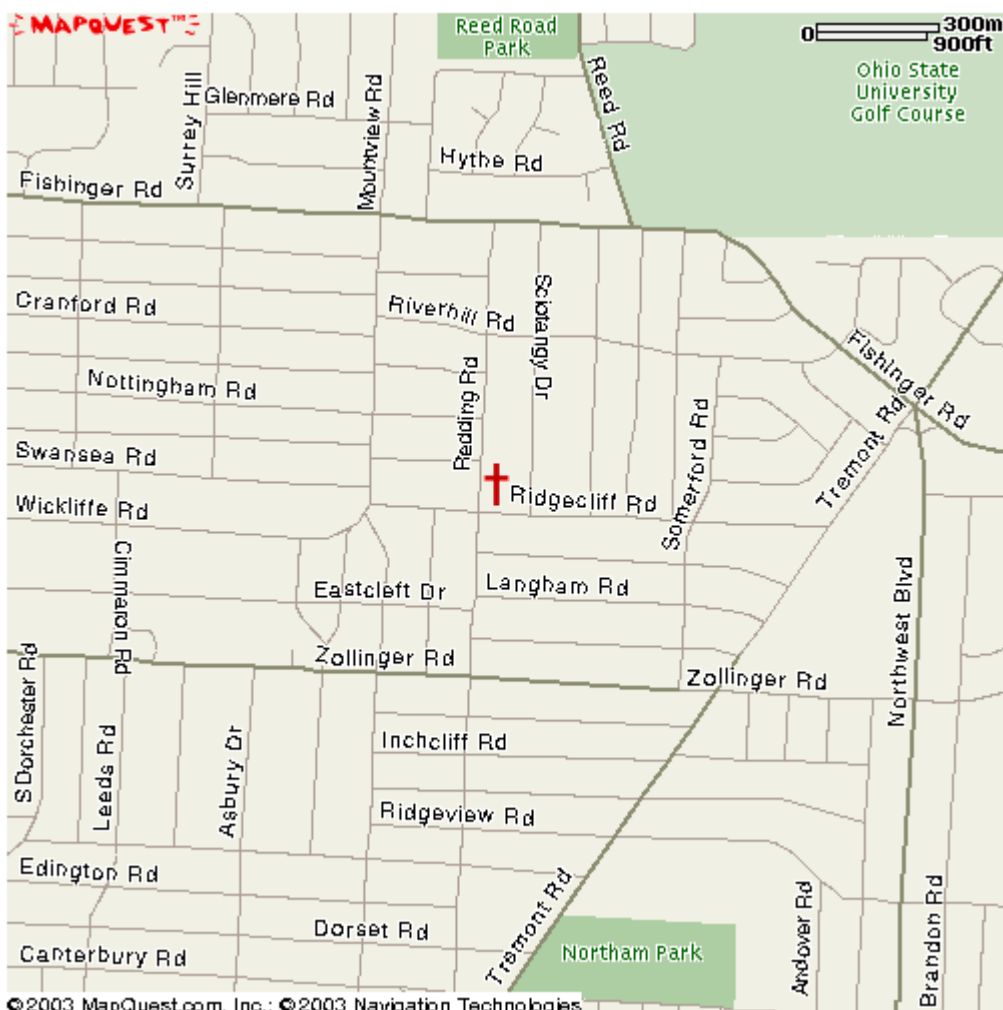 MAPQUEST™
Reed Road
Park
0
300m
900ft
Ohio State
University
Golf Course
Surrey Hill
Glenmere Rd
Mountview Rd
Reed Rd
Hythe Rd
Fishinger Rd
Cranford Rd
Riverhill Rd
Sciotangy Dr
Nottingham Rd
Redding Rd
Fishinger Rd
Tremont Rd
Somerford Rd
Swansea Rd
Ridgecliff Rd
Wickliffe Rd
Cimmaron Rd
Eastcleft Dr
Langham Rd
Northwest Blvd
Zollinger Rd
Zollinger Rd
S Dorchester Rd
Leeds Rd
Asbury Dr
Inchcliff Rd
Ridgeview Rd
Edington Rd
Tremont Rd
Andover Rd
Brandon Rd
Dorset Rd
Northam Park
Canterbury Rd
©2003 MapQuest.com, Inc.; ©2003 Navigation Technologies